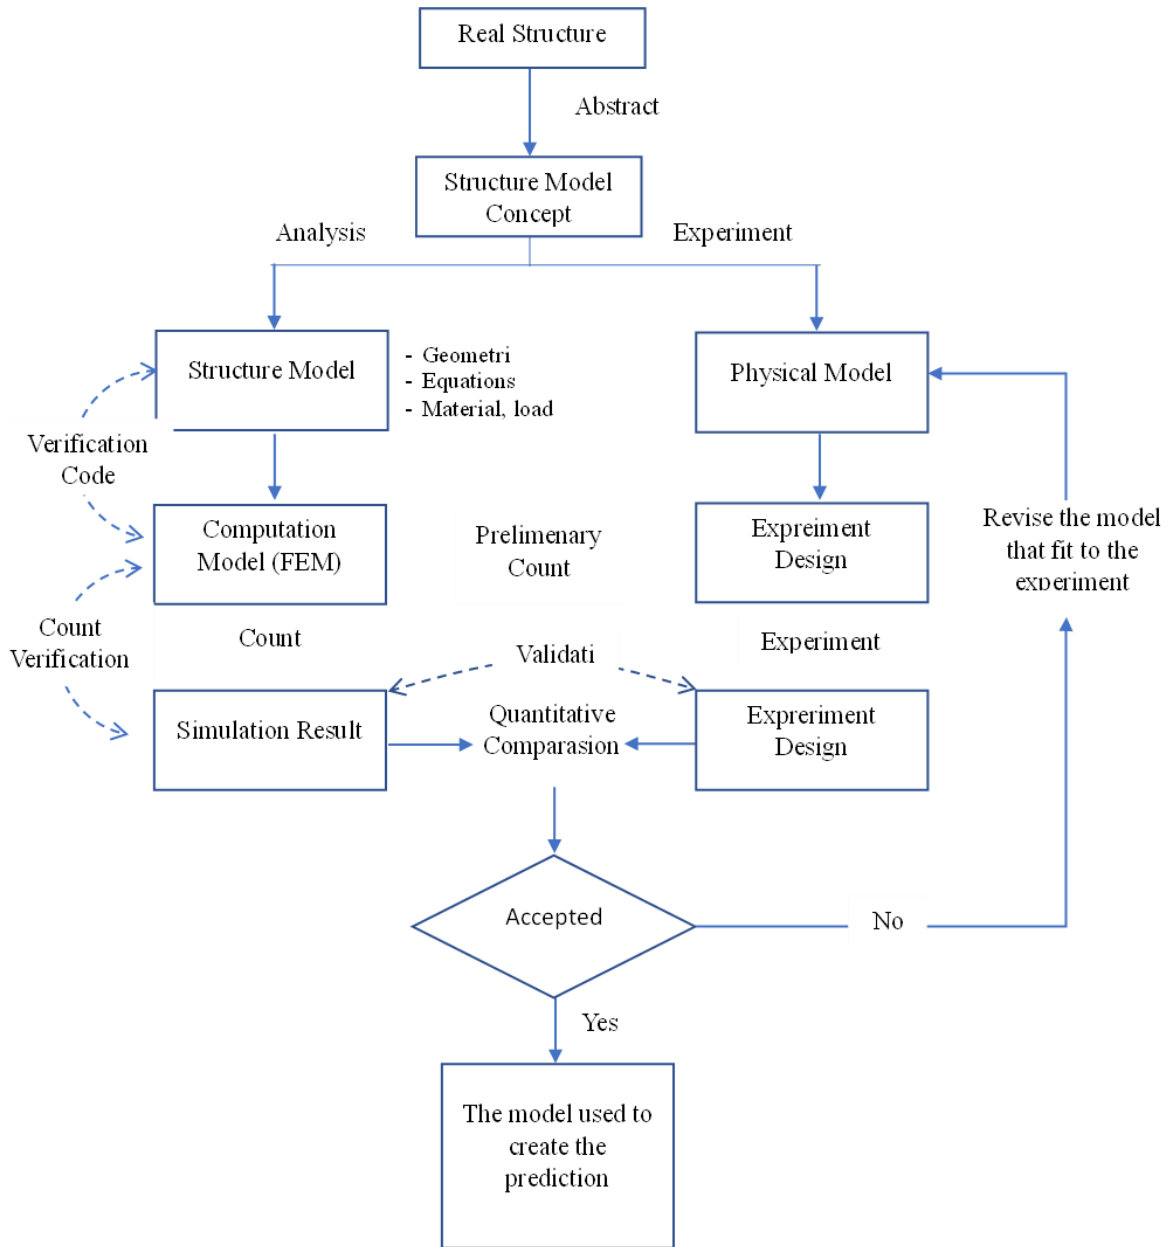 Real Structure
Abstract
Structure Model
Concept
Analysis
Experiment
Structure Model
- Geometri
- Equations
- Material, load
Physical Model
Verification
Code
Computation
Model (FEM)
Prelimenary
Count
Expreiment
Design
Revise the model
that fit to the
experiment
Count
Verification
Count
Validati
Experiment
Simulation Result
Quantitative
Comparasion
Expreriment
Design
Accepted
No
Yes
The model used to
create the
prediction